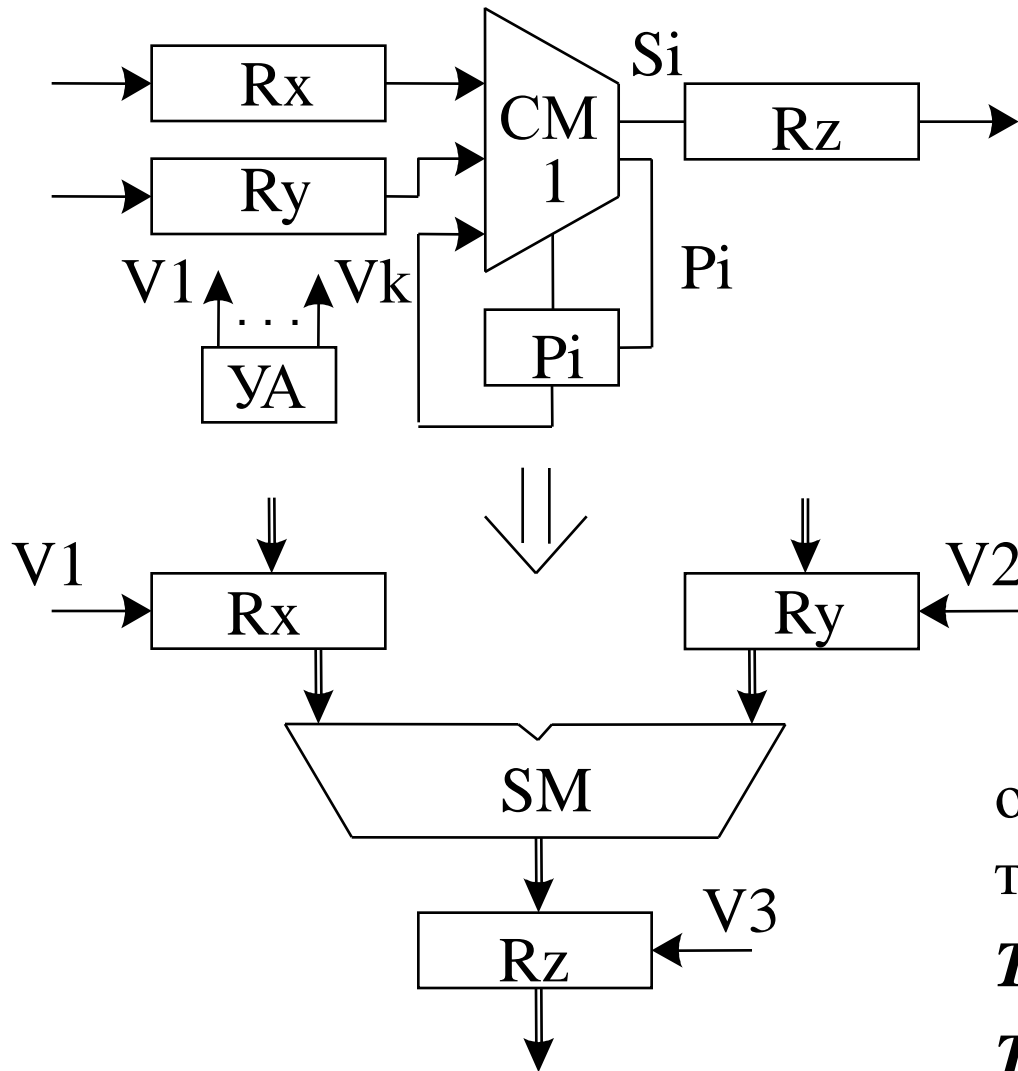 Rx
Si
CM
1
Rz
Ry
V1
Vk
Pi
. . .
Pi
УА
V1
Rx
Ry
V2
SM
V3
Rz
о
т
T
T